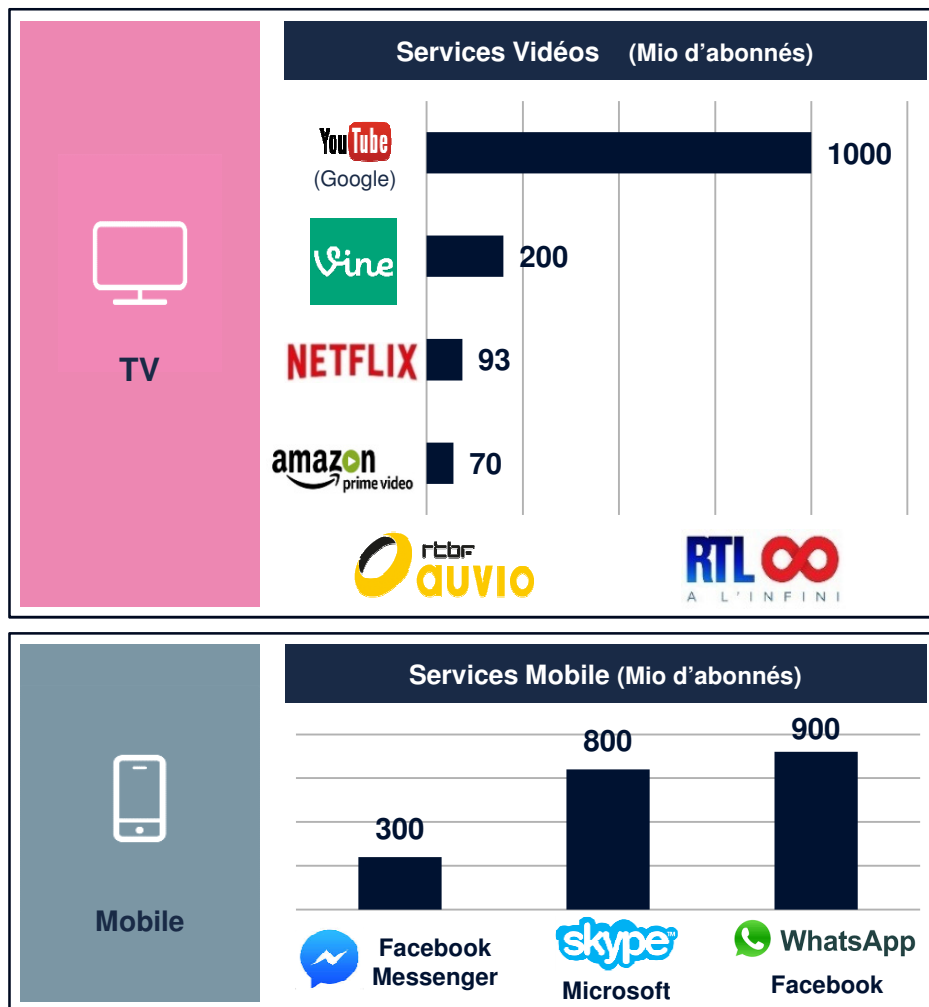 Services Vidéos (Mio d’abonnés)
YouTube
(Google)
1000
Vine
200
NETFLIX
93
amazon
prime video
70
TV
rtbf
auvio
RTL
A L'INFINI
Services Mobile (Mio d’abonnés)
300
800
900
Mobile
Facebook
Messenger
skype™
Microsoft
WhatsApp
Facebook